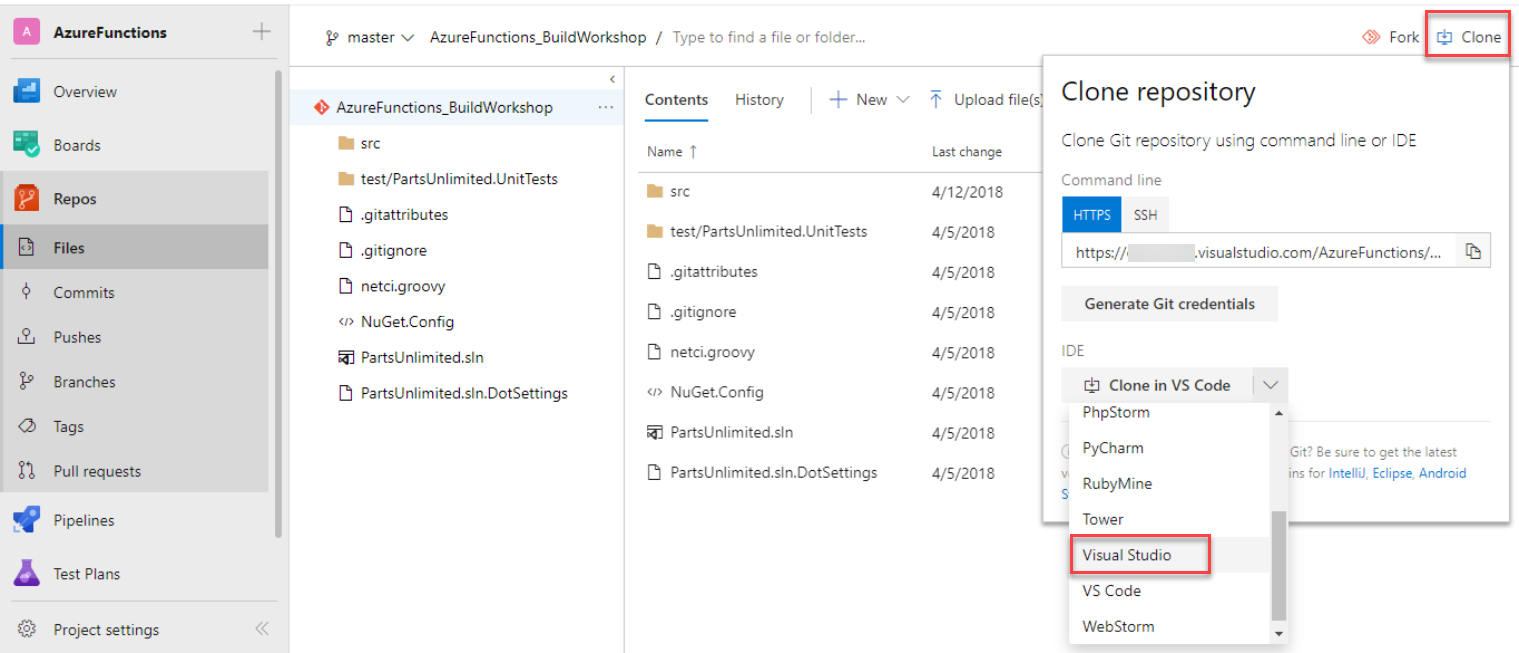 A AzureFunctions
Overview
Boards
Repos
Files
Commits
Pushes
Branches
Tags
Pull requests
Pipelines
Test Plans
Project settings
master AzureFunctions_BuildWorkshop / Type to find a file or folder...
Fork Clone
AzureFunctions_BuildWorkshop ...
src
test/PartsUnlimited.UnitTests
.gitattributes
.gitignore
netci.groovy
NuGet.Config
PartsUnlimited.sln
PartsUnlimited.sln.DotSettings
Contents History New Upload file(s)
Name ↑ Last change
src 4/12/2018
test/PartsUnlimited.UnitTests 4/5/2018
.gitattributes 4/5/2018
.gitignore 4/5/2018
netci.groovy 4/5/2018
NuGet.Config 4/5/2018
PartsUnlimited.sln 4/5/2018
PartsUnlimited.sln.DotSettings 4/5/2018
Clone repository
Clone Git repository using command line or IDE
Command line
HTTPS SSH
https:// .visualstudio.com/AzureFunctions/...
Generate Git credentials
IDE
Clone in VS Code
PhpStorm
PyCharm
RubyMine
Tower
Visual Studio
VS Code
WebStorm
Git? Be sure to get the latest
ins for IntelliJ, Eclipse, Android